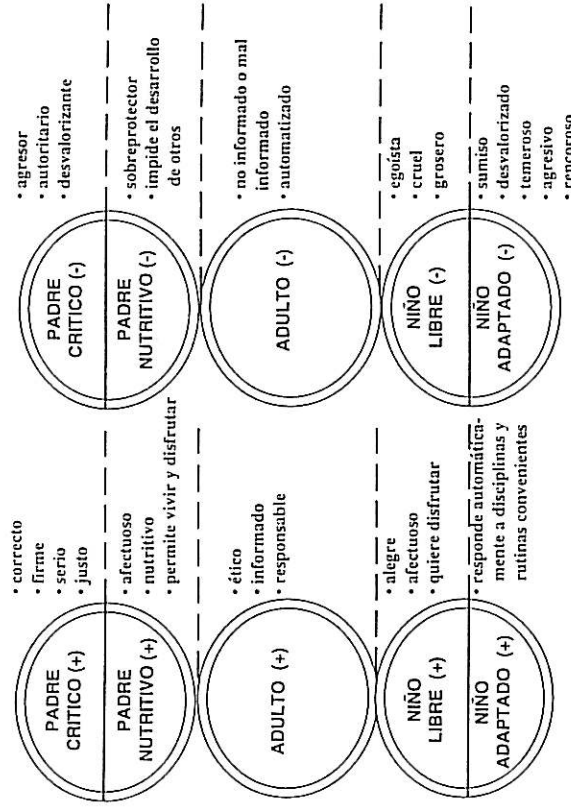 PADRE
CRITICO (+)
• correcto
• firme
• serio
• justo
PADRE
NUTRITIVO (+)
• afectuoso
• nutritivo
• permite vivir y disfrutar
ADULTO (+)
• ético
• informado
• responsable
NIÑO
LIBRE (+)
• alegre
• afectuoso
• quiere disfrutar
NIÑO
ADAPTADO (+)
• responde automática-
mente a disciplinas y
rutinas convenientes
PADRE
CRITICO (-)
• agresor
• autoritario
• desvalorizante
PADRE
NUTRITIVO (-)
• sobreprotector
• impide el desarrollo
de otros
ADULTO (-)
• no informado o mal
informado
• automatizado
NIÑO
LIBRE (-)
• egoísta
• cruel
• grosero
NIÑO
ADAPTADO (-)
• sumiso
• desvalorizado
• temeroso
• agresivo
• rencoroso